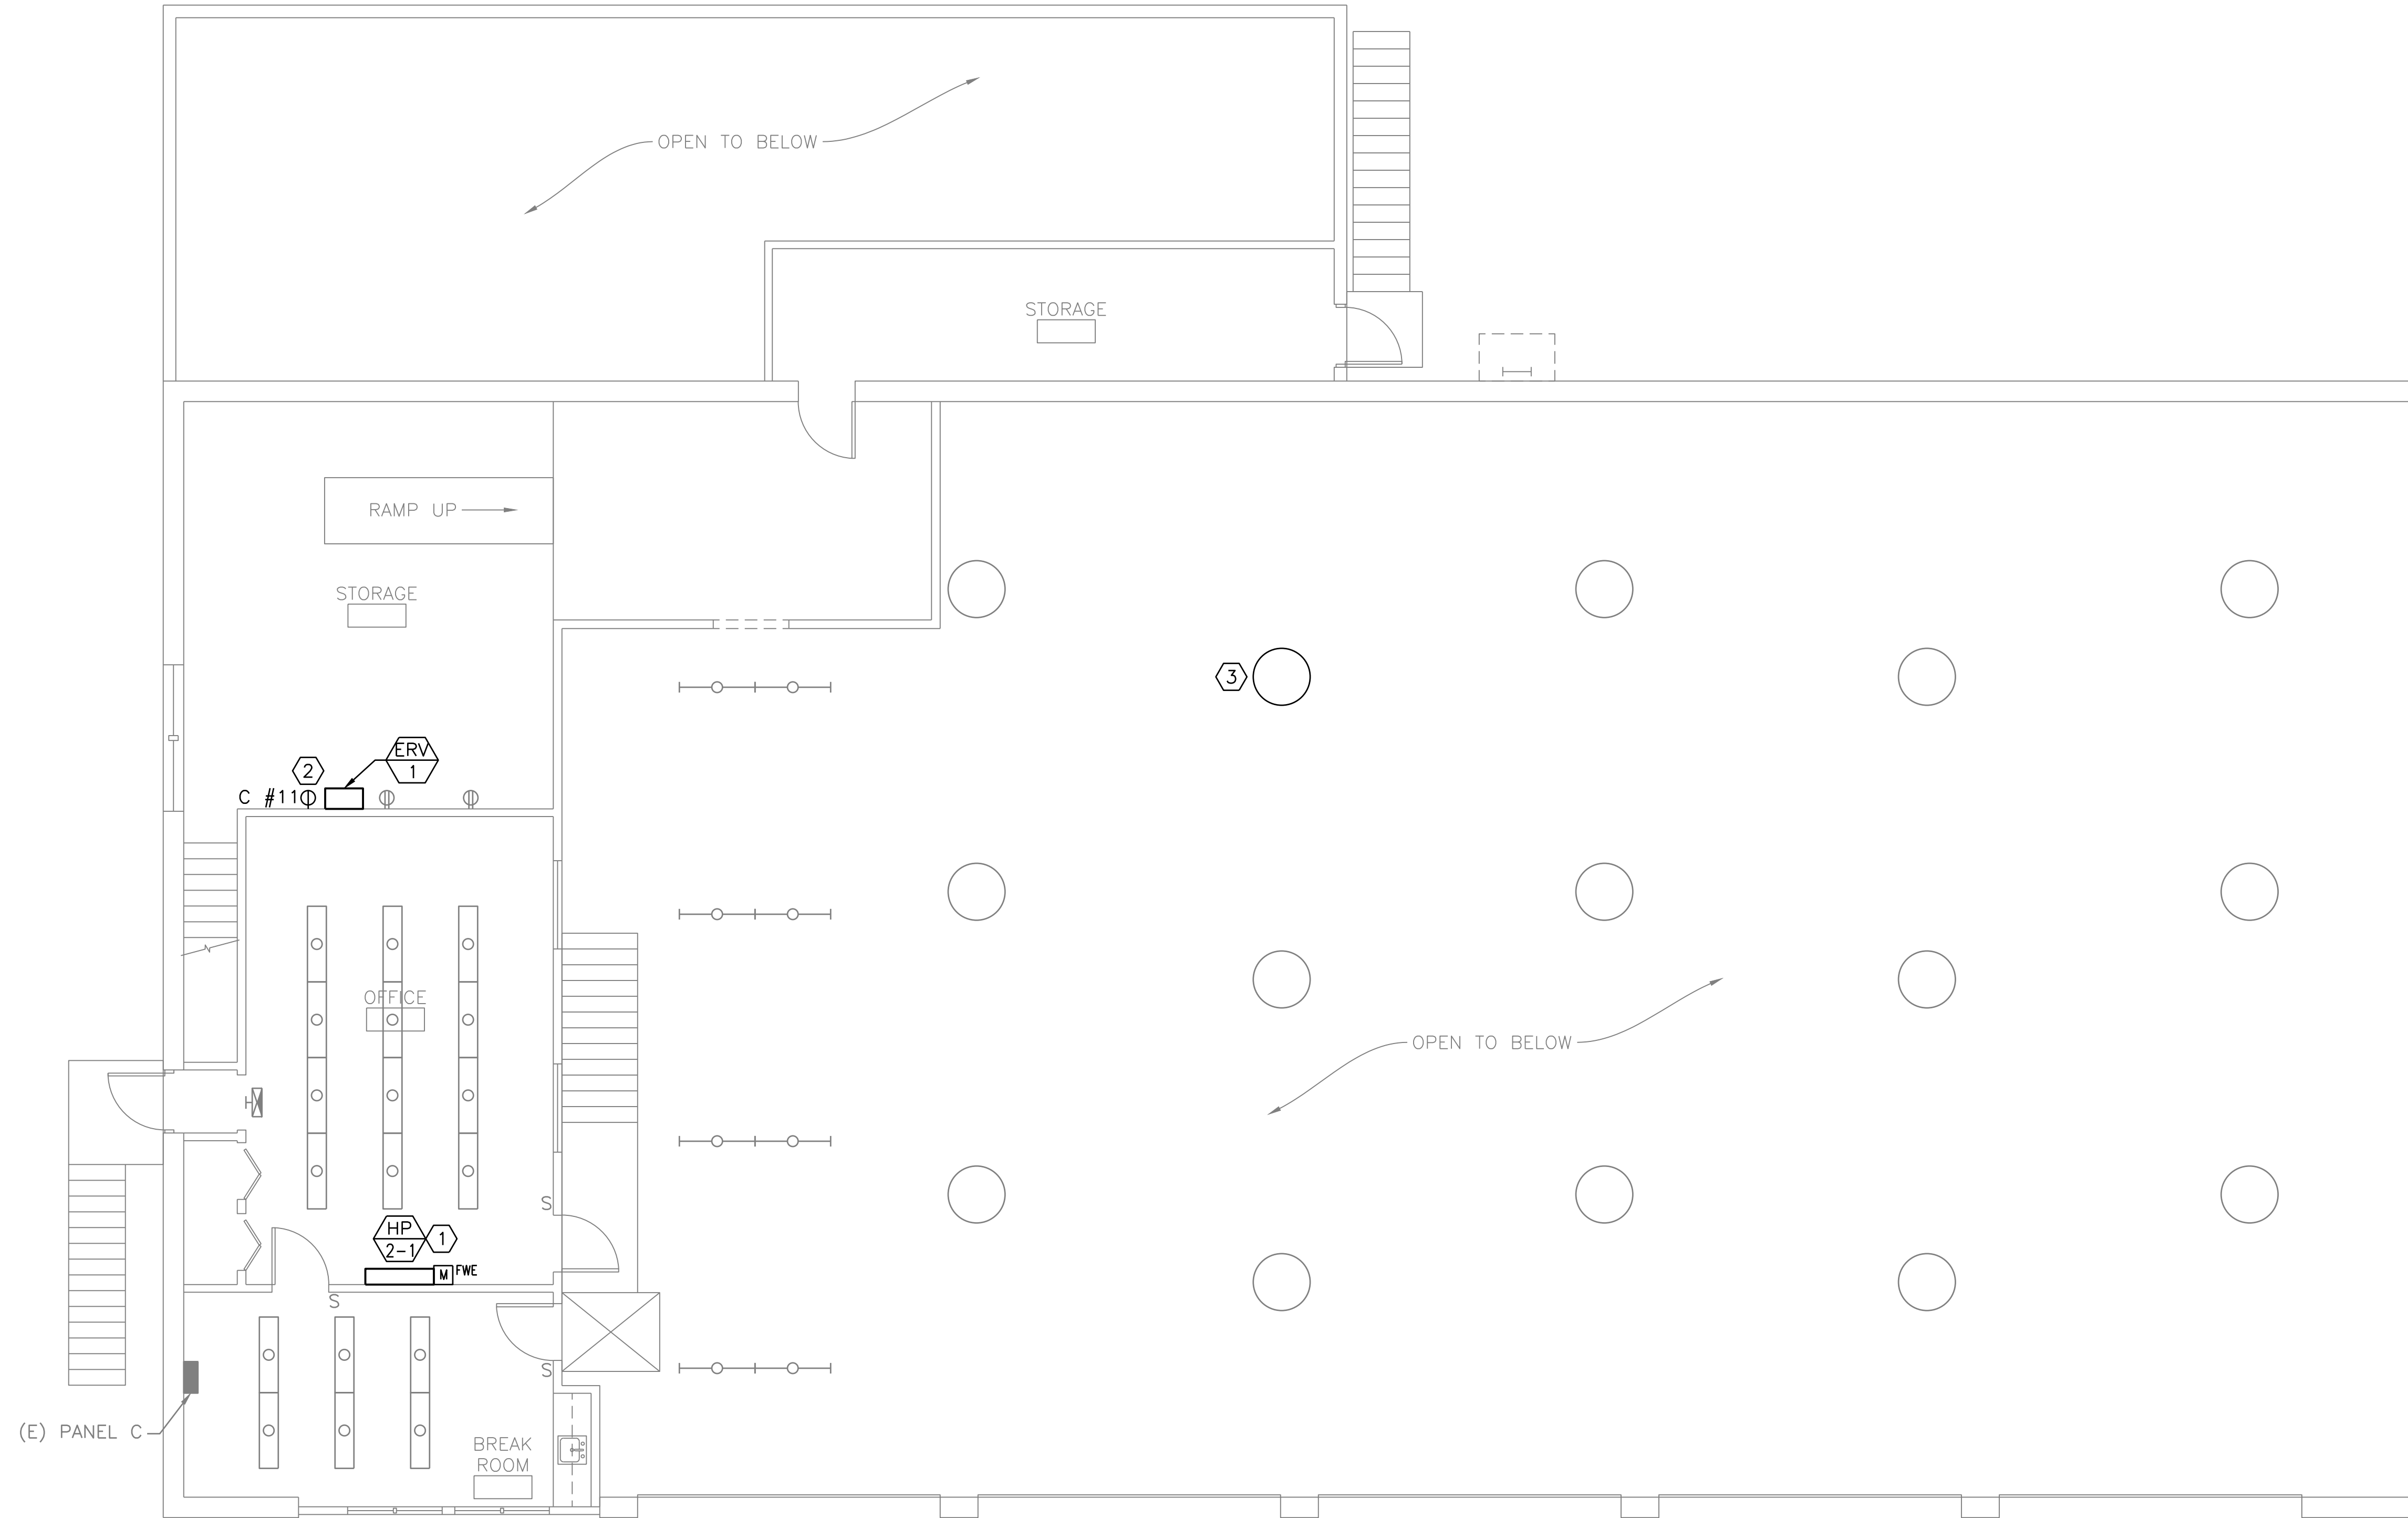 OPEN TO BELOW
STORAGE
RAMP UP
STORAGE
3
ERV
1
2
C #11
OFFICE
OPEN TO BELOW
S
HP
2-1
1
M
FWE
S
S
(E) PANEL C
BREAK
ROOM